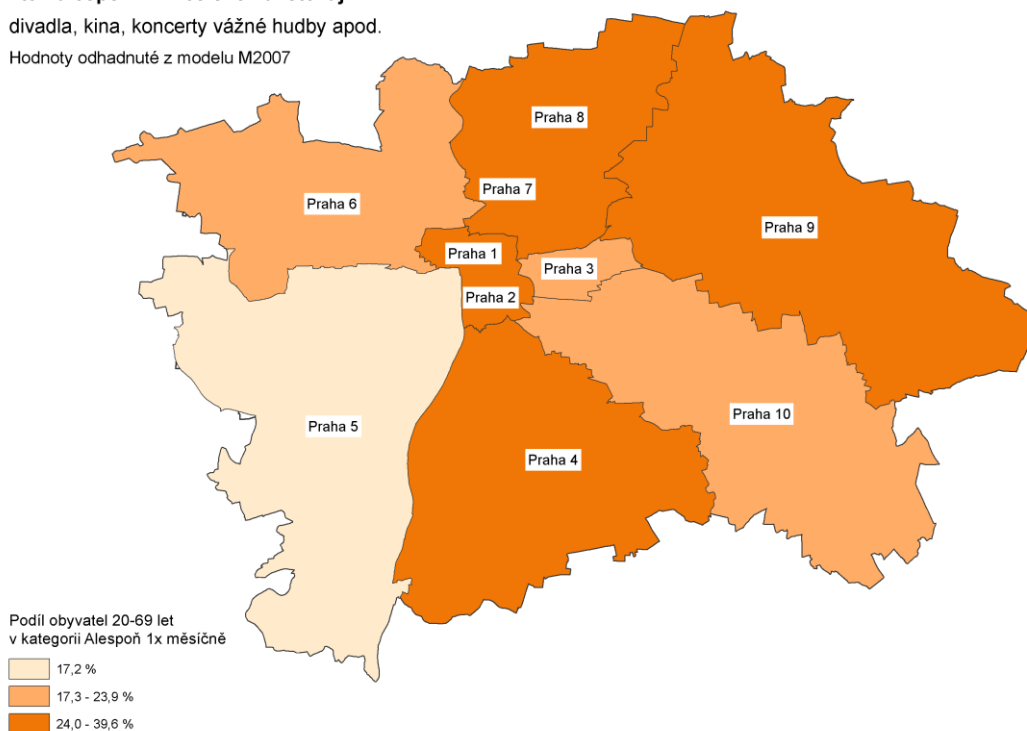 divadla, kina, koncerty vážné hudby apod.
Hodnoty odhadnuté z modelu M2007
Praha 8
Praha 7
Praha 6
Praha 9
Praha 1
Praha 3
Praha 2
Praha 10
Praha 5
Praha 4
Podíl obyvatel 20-69 let
v kategorii Alespoň 1x měsíčně
17,2 %
17,3 - 23,9 %
24,0 - 39,6 %